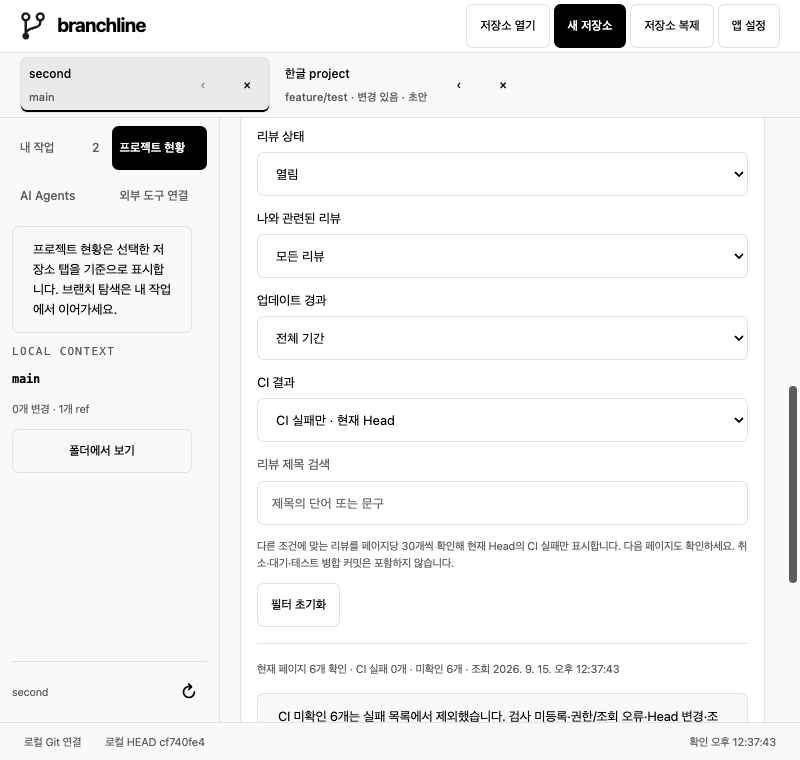 branchline
저장소 열기
새 저장소
저장소 복제
앱 설정
second
main
한글 project
feature/test · 변경 있음 · 초안
내 작업 2
프로젝트 현황
AI Agents
외부 도구 연결
프로젝트 현황은 선택한 저
장소 탭을 기준으로 표시합
니다. 브랜치 탐색은 내 작업
에서 이어가세요.
LOCAL CONTEXT
main
0개 변경 · 1개 ref
폴더에서 보기
second
리뷰 상태
열림
나와 관련된 리뷰
모든 리뷰
업데이트 경과
전체 기간
CI 결과
CI 실패만 · 현재 Head
리뷰 제목 검색
제목의 단어 또는 문구
다른 조건에 맞는 리뷰를 페이지당 30개씩 확인해 현재 Head의 CI 실패만 표시합니다. 다음 페이지도 확인하세요. 취
소·대기·테스트 병합 커밋은 포함하지 않습니다.
필터 초기화
현재 페이지 6개 확인 · CI 실패 0개 · 미확인 6개 · 조회 2026. 9. 15. 오후 12:37:43
CI 미확인 6개는 실패 목록에서 제외했습니다. 검사 미등록·권한/조회 오류·Head 변경·조
로컬 Git 연결
로컬 HEAD cf740fe4
확인 오후 12:37:43